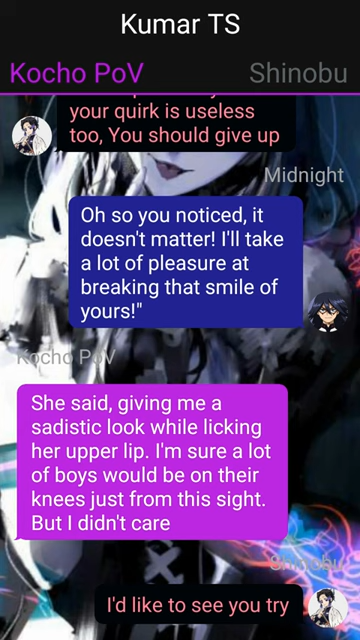 Kumar TS
Kocho PoV
Shinobu
your quirk is useless
too, You should give up
Midnight
Oh so you noticed, it
doesn't matter! I'll take
a lot of pleasure at
breaking that smile of
yours!"
Kocho PoV
She said, giving me a
sadistic look while licking
her upper lip. I'm sure a lot
of boys would be on their
knees just from this sight.
But I didn't care
Shinobu
I'd like to see you try